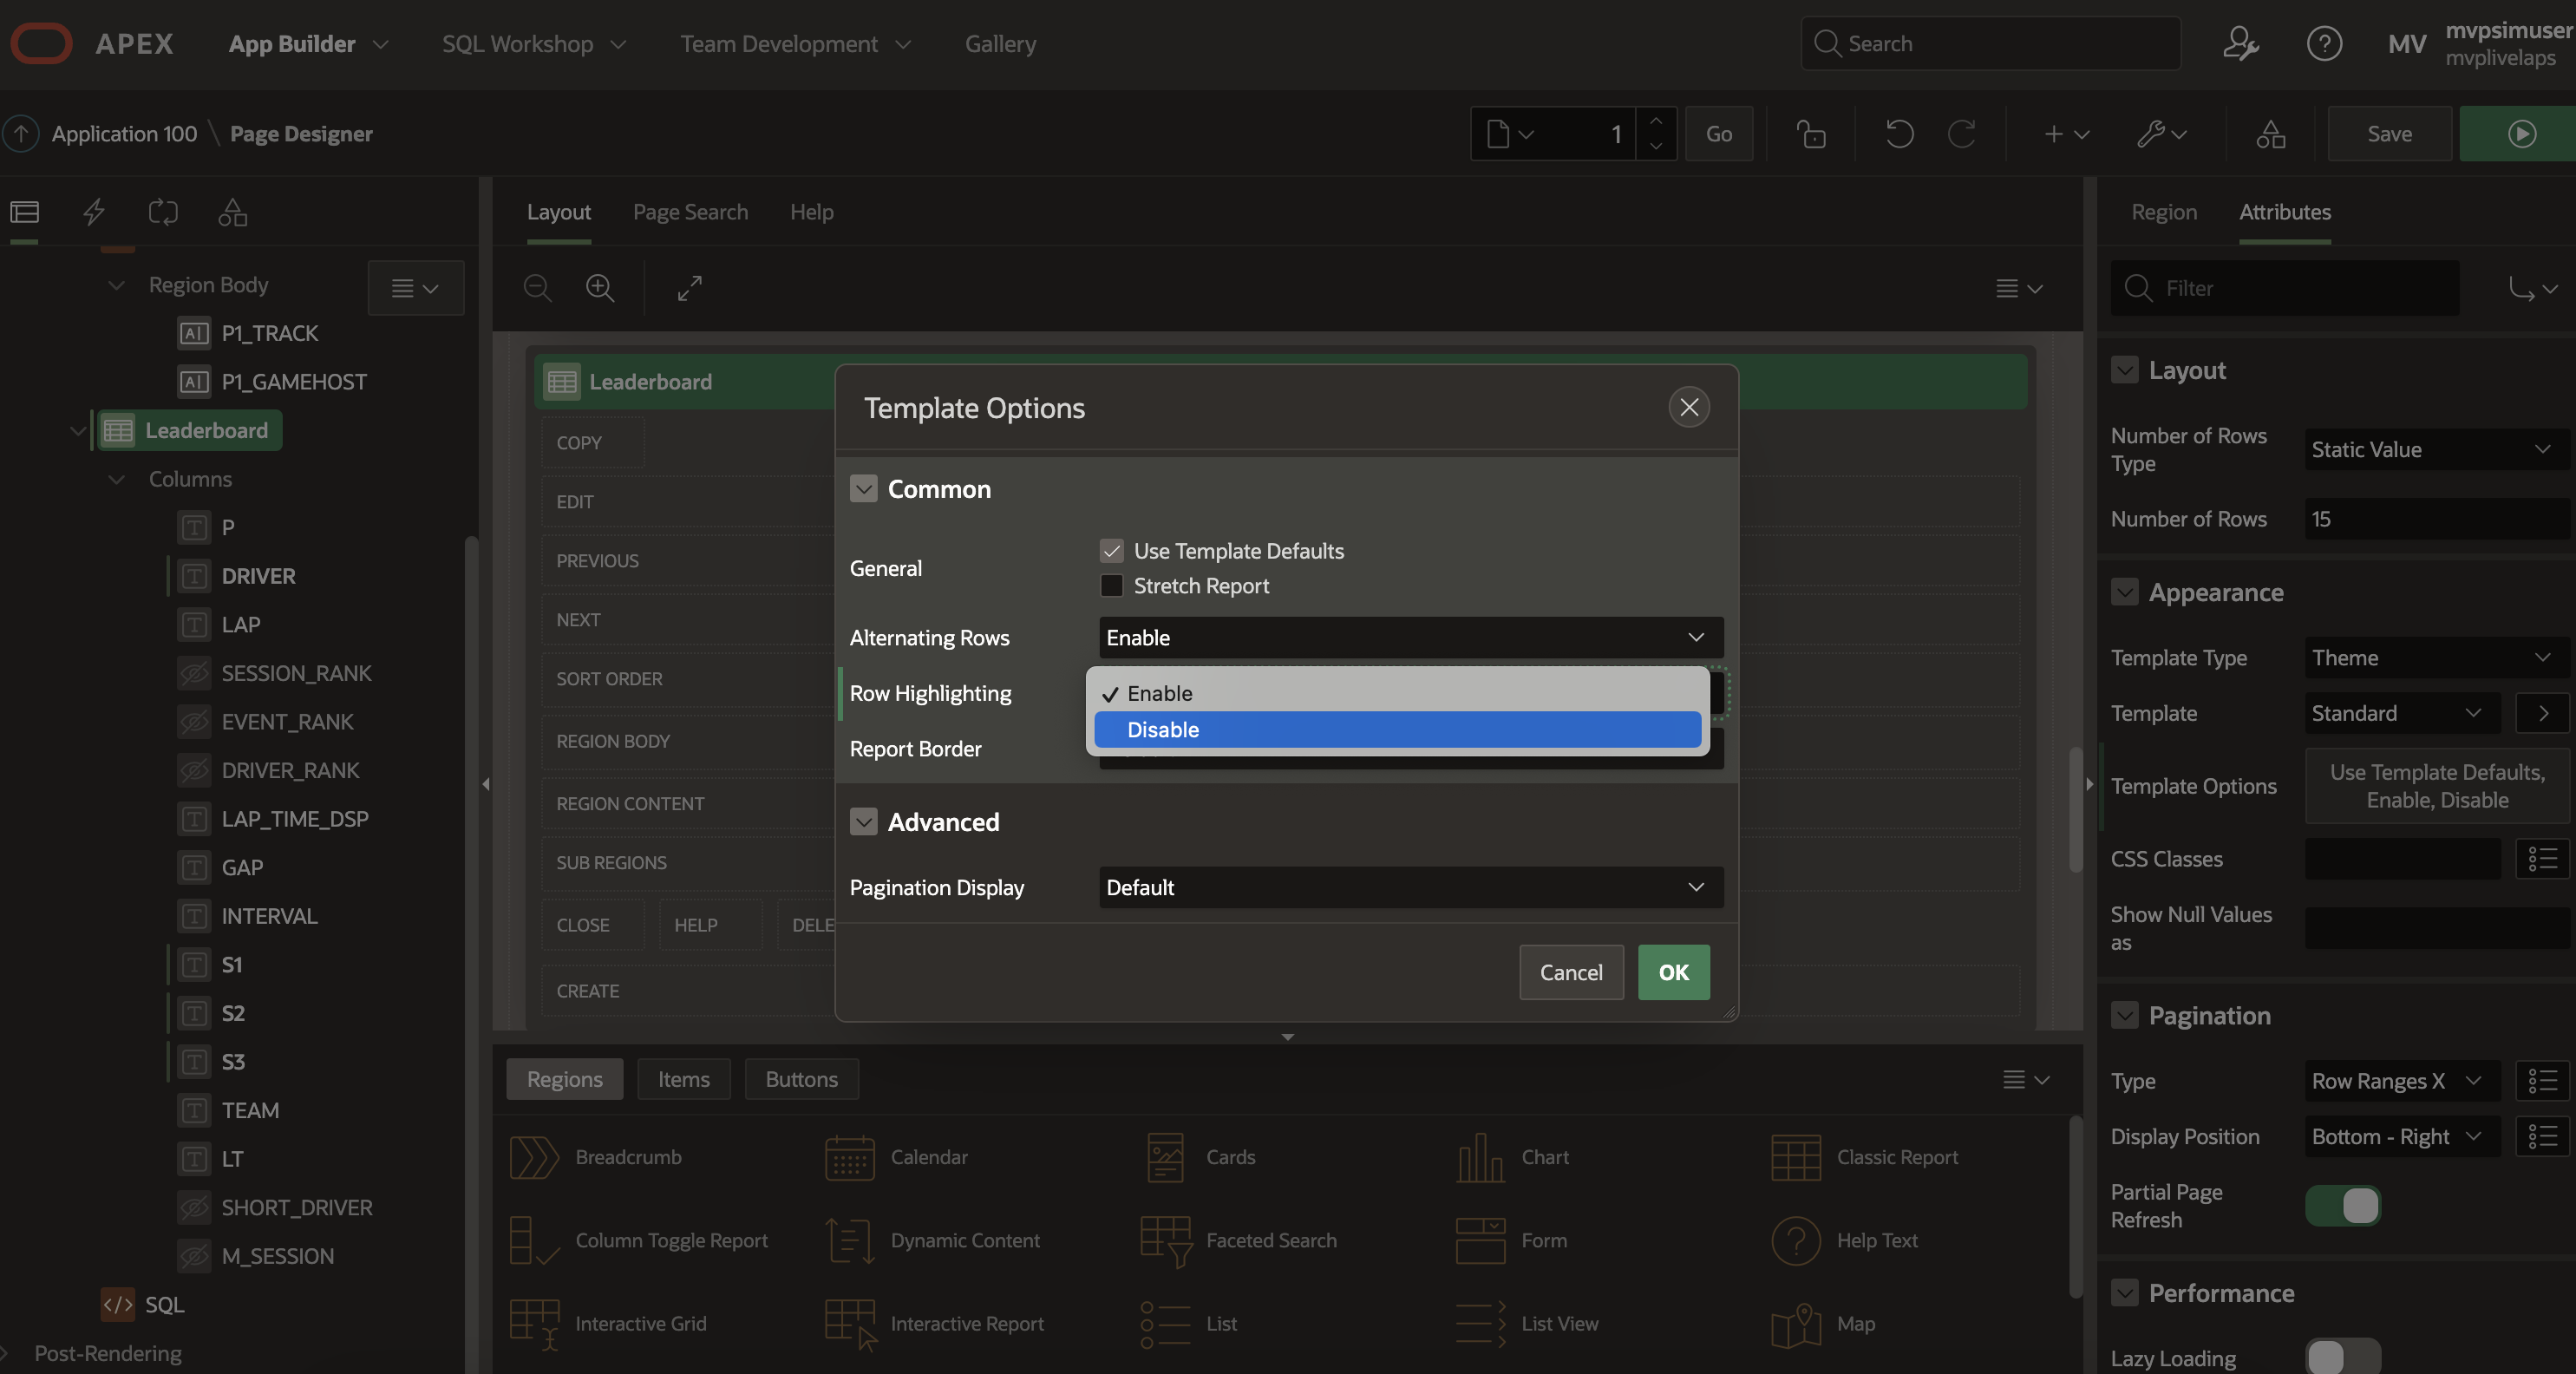 APEX
App Builder
SQL Workshop
Team Development
Gallery
Search
MV
mvpsimuser
mvplivelaps
Application 100 \ Page Designer
1
Go
Save
Layout
Page Search
Help
Region
Attributes
Filter
Region Body
P1_TRACK
P1_GAMEHOST
Leaderboard
Columns
P
DRIVER
LAP
SESSION_RANK
EVENT_RANK
DRIVER_RANK
LAP_TIME_DSP
GAP
INTERVAL
S1
S2
S3
TEAM
LT
SHORT_DRIVER
M_SESSION
SQL
Post-Rendering
Leaderboard
COPY
EDIT
PREVIOUS
NEXT
SORT ORDER
REGION BODY
REGION CONTENT
SUB REGIONS
CLOSE
HELP
DELE
CREATE
Template Options
Common
General
Use Template Defaults
Stretch Report
Alternating Rows
Enable
Row Highlighting
Enable
Disable
Report Border
Advanced
Pagination Display
Default
Cancel
OK
Regions
Items
Buttons
Breadcrumb
Calendar
Cards
Chart
Classic Report
Column Toggle Report
Dynamic Content
Faceted Search
Form
Help Text
Interactive Grid
Interactive Report
List
List View
Map
Layout
Number of Rows
Type
Static Value
Number of Rows
15
Appearance
Template Type
Theme
Template
Standard
Template Options
Use Template Defaults,
Enable, Disable
CSS Classes
Show Null Values
as
Pagination
Type
Row Ranges X
Display Position
Bottom - Right
Partial Page
Refresh
Performance
Lazy Loading